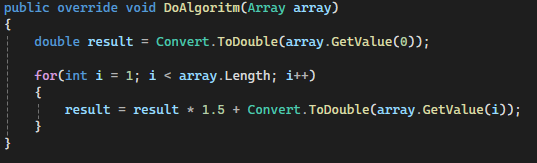 public override void DoAlgoritm(Array array)
{
    double result = Convert.ToDouble(array.GetValue(0));

    for(int i = 1; i < array.Length; i++)
    {
        result = result * 1.5 + Convert.ToDouble(array.GetValue(i));
    }
}